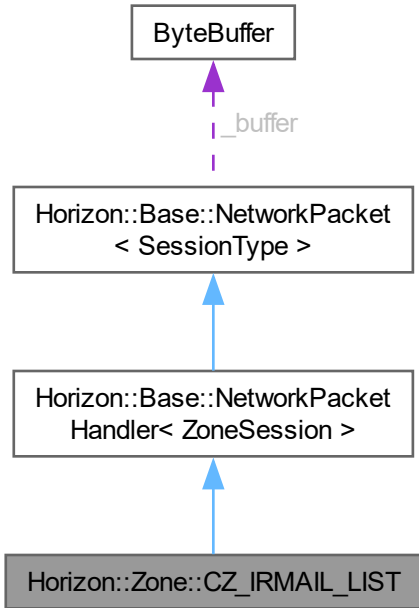 ByteBuffer
_buffer
Horizon::Base::NetworkPacket
< SessionType >
Horizon::Base::NetworkPacket
Handler< ZoneSession >
Horizon::Zone::CZ_IRMAIL_LIST